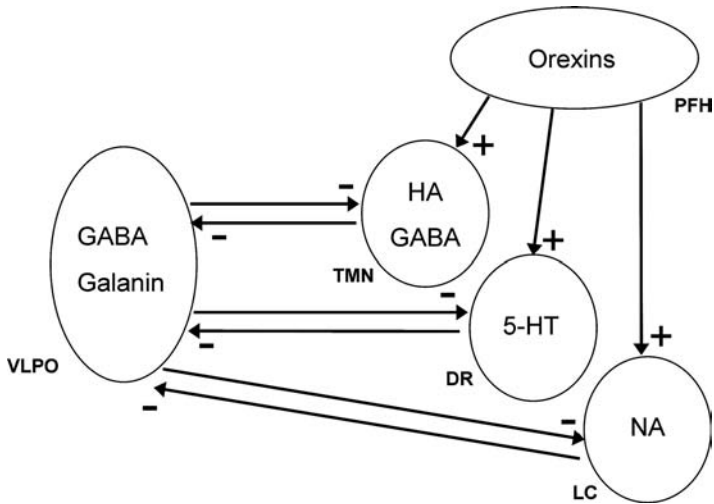 Orexins
PFH
+
-
HA
+
GABA
GABA
-
Galanin
TMN
-
+
5-HT
-
+
VLPO
DR
-
-
NA
LC